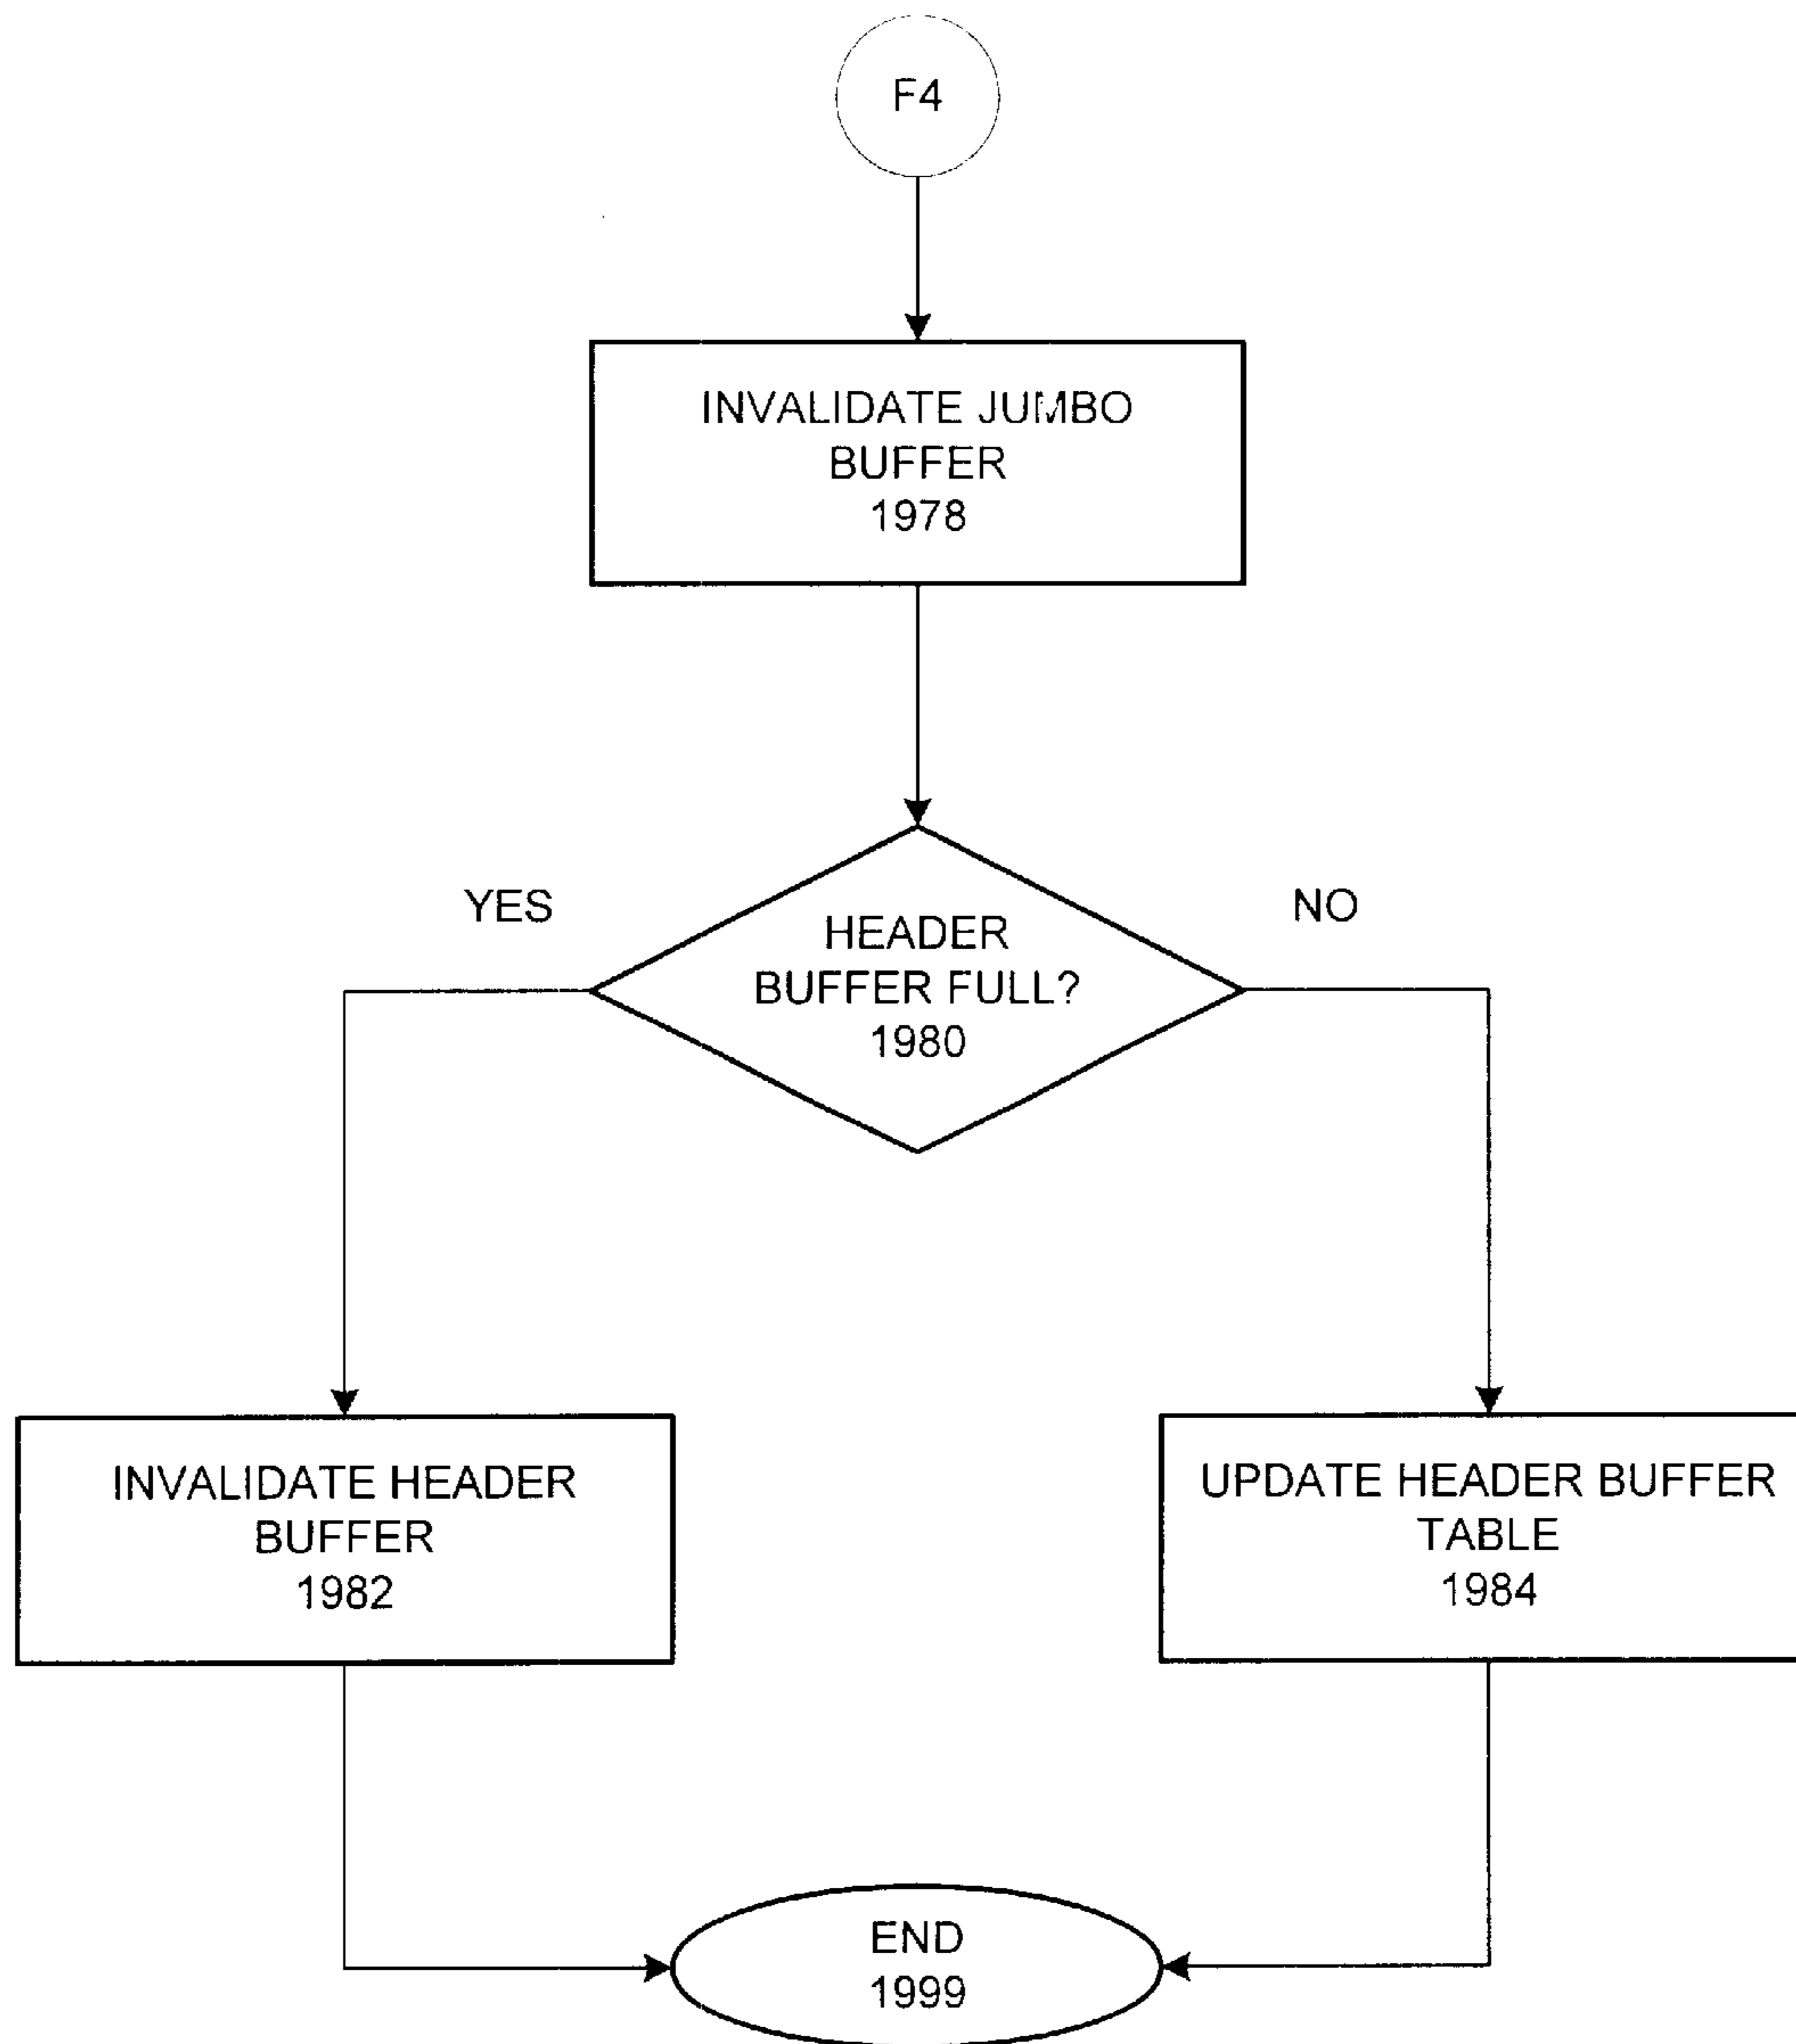 F4
INVALIDATE JUMBO
BUFFER
1978
YES
NO
HEADER
BUFFER FULL?
1980
INVALIDATE HEADER
BUFFER
1982
UPDATE HEADER BUFFER
TABLE
1984
END
1999